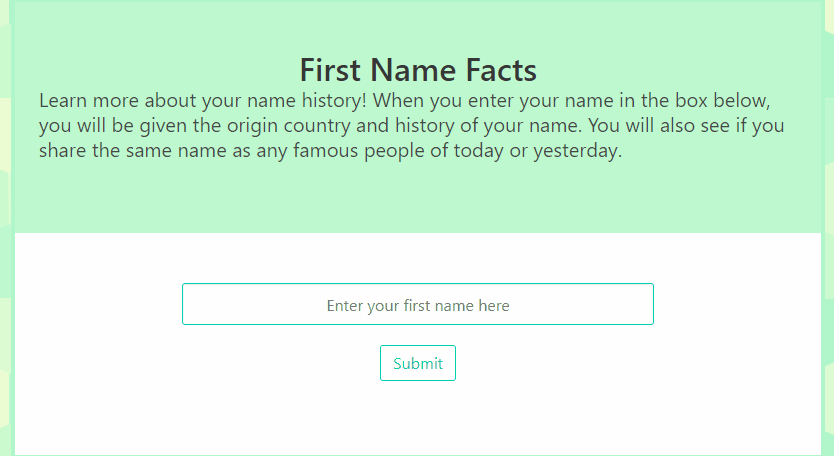 First Name Facts
Learn more about your name history! When you enter your name in the box below,
you will be given the origin country and history of your name. You will also see if you
share the same name as any famous people of today or yesterday.
Enter your first name here
Submit